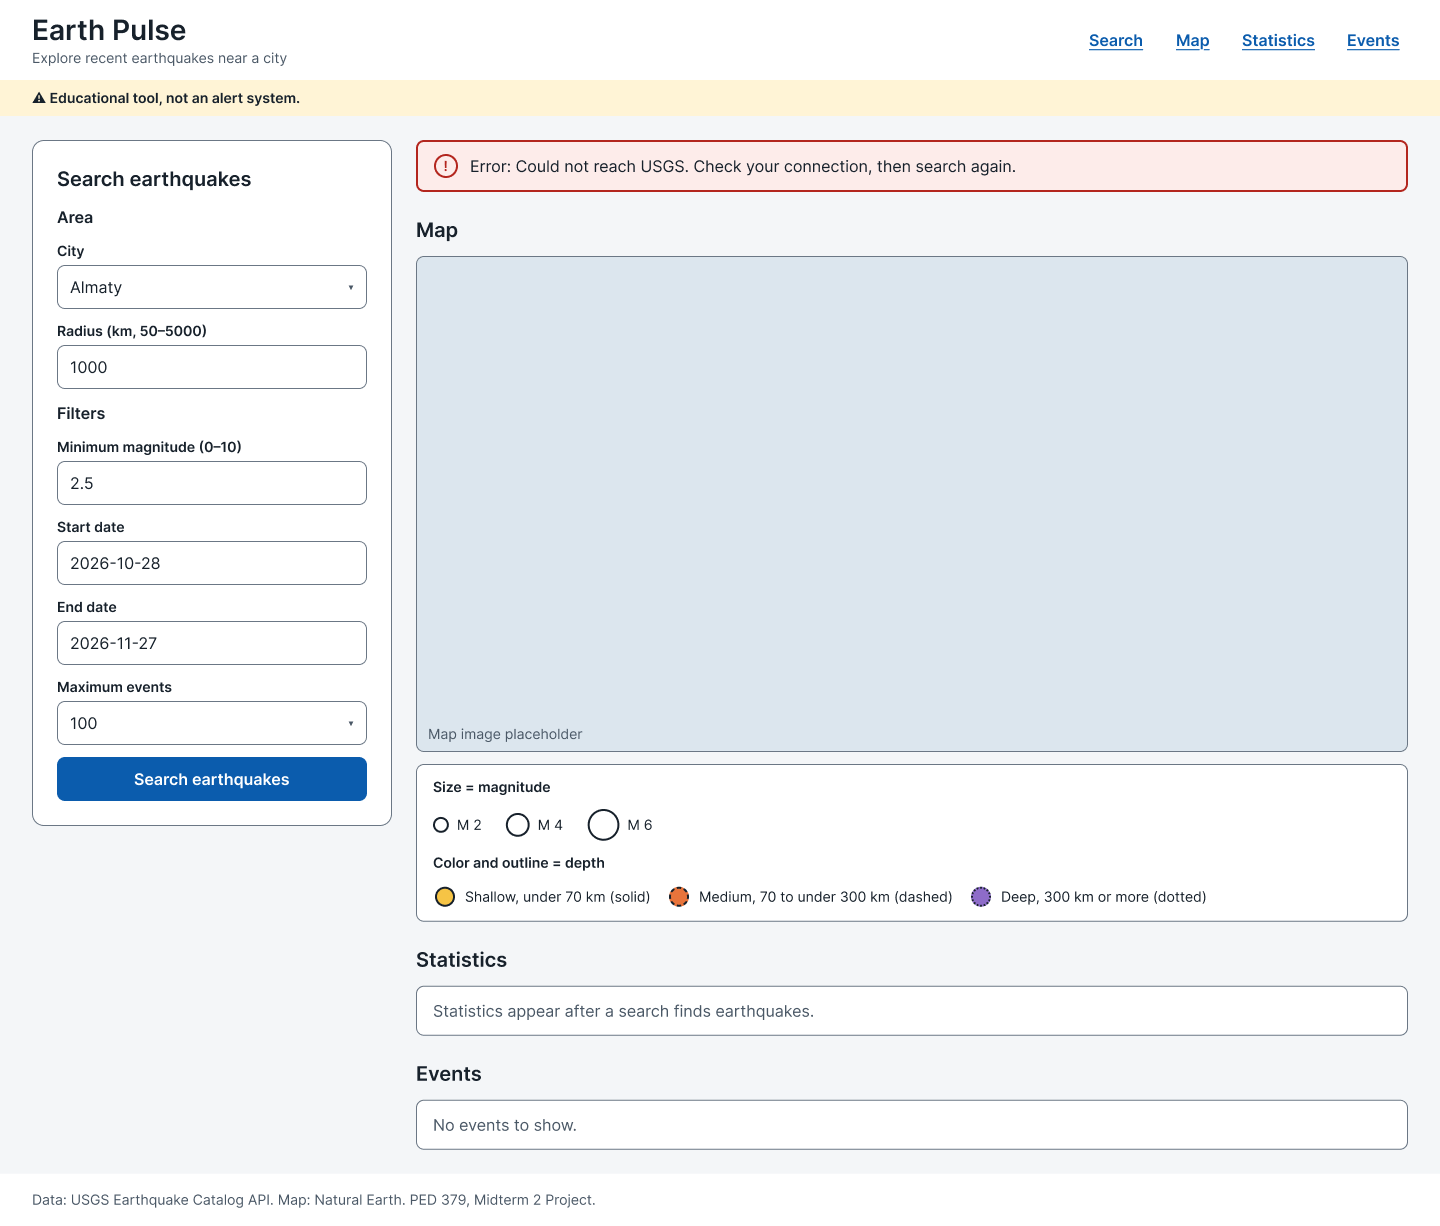 Earth Pulse
Explore recent earthquakes near a city
Search Map Statistics Events
⚠ Educational tool, not an alert system.
Search earthquakes
Area
City
Almaty
Radius (km, 50–5000)
1000
Filters
Minimum magnitude (0–10)
2.5
Start date
2026-10-28
End date
2026-11-27
Maximum events
100
Search earthquakes
! Error: Could not reach USGS. Check your connection, then search again.
Map
Map image placeholder
Size = magnitude
M 2 M 4 M 6
Color and outline = depth
Shallow, under 70 km (solid) Medium, 70 to under 300 km (dashed) Deep, 300 km or more (dotted)
Statistics
Statistics appear after a search finds earthquakes.
Events
No events to show.
Data: USGS Earthquake Catalog API. Map: Natural Earth. PED 379, Midterm 2 Project.